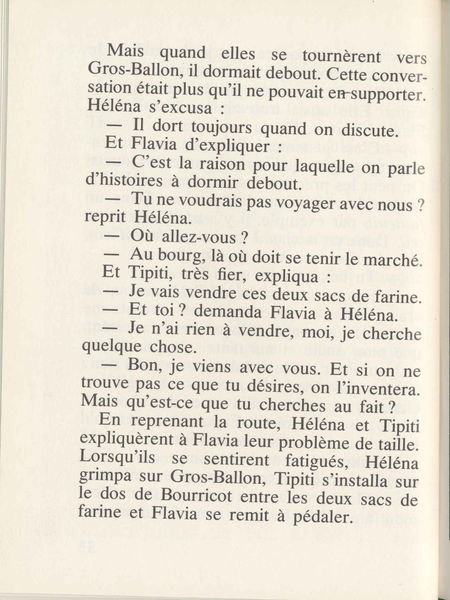 Mais quand elles se tournèrent vers
Gros-Ballon, il dormait debout. Cette conver-
sation était plus qu'il ne pouvait en supporter.
Héléna s'excusa :
— Il dort toujours quand on discute.
Et Flavia d'expliquer :
— C'est la raison pour laquelle on parle
d'histoires à dormir debout.
— Tu ne voudrais pas voyager avec nous ?
reprit Héléna.
— Où allez-vous ?
— Au bourg, là où doit se tenir le marché.
Et Tipiti, très fier, expliqua :
— Je vais vendre ces deux sacs de farine.
— Et toi ? demanda Flavia à Héléna.
— Je n'ai rien à vendre, moi, je cherche
quelque chose.
— Bon, je viens avec vous. Et si on ne
trouve pas ce que tu désires, on l'inventera.
Mais qu'est-ce que tu cherches au fait ?
En reprenant la route, Héléna et Tipiti
expliquèrent à Flavia leur problème de taille.
Lorsqu'ils se sentirent fatigués, Héléna
grimpa sur Gros-Ballon, Tipiti s'installa sur
le dos de Bourricot entre les deux sacs de
farine et Flavia se remit à pédaler.